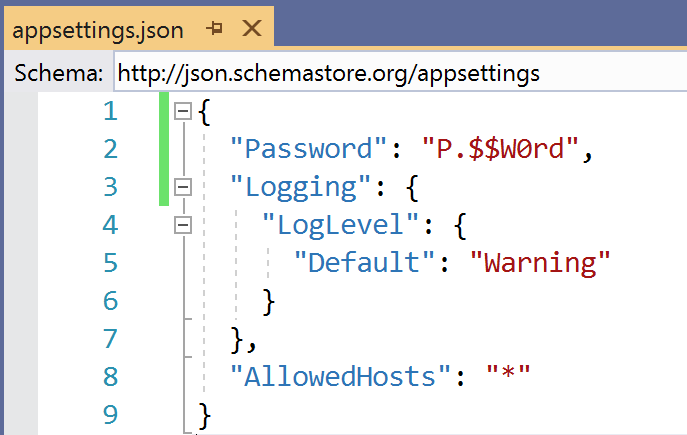 appsettings.json
Schema: http://json.schemastore.org/appsettings
1 {
2 "Password": "P.$$W0rd",
3 "Logging": {
4 "LogLevel": {
5 "Default": "Warning"
6 }
7 },
8 "AllowedHosts": "*"
9 }